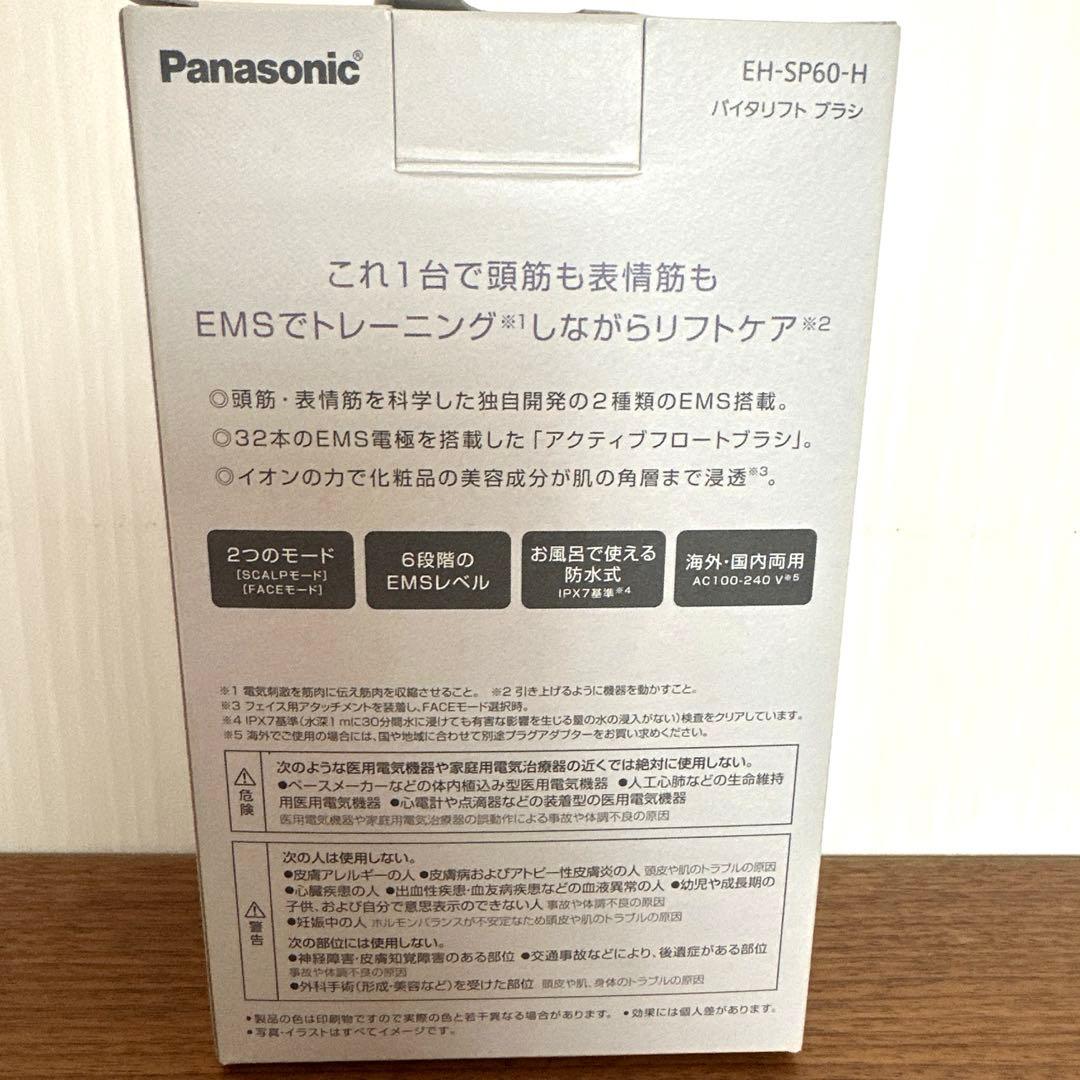 Panasonic®
EH-SP60-H
バイタリフト ブラシ
これ1台で頭筋も表情筋も
EMSでトレーニング※1しながらリフトケア※2
◎頭筋・表情筋を科学した独自開発の2種類のEMS搭載。
◎32本のEMS電極を搭載した「アクティブフロートブラシ」。
◎イオンの力で化粧品の美容成分が肌の角層まで浸透※3。
2つのモード
[SCALPモード]
[FACEモード]
6段階の
EMSレベル
お風呂で使える
防水式
IPX7基準※4
海外・国内両用
AC100-240 V※5
※1 電気刺激を筋肉に伝え筋肉を収縮させること。 ※2 引き上げるように機器を動かすこと。
※3 フェイス用アタッチメントを装着し、FACEモード選択時。
※4 IPX7基準(水深1mに30分間水に浸けても有害な影響を生じる量の水の浸入がない)検査をクリアしています。
※5 海外でご使用の場合には、国や地域に合わせて別途プラグアダプターをお買い求めください。
⚠危険
次のような医用電気機器や家庭用電気治療器の近くでは絶対に使用しない。
●ペースメーカーなどの体内植込み型医用電気機器 ●人工心肺などの生命維持
用医用電気機器 ●心電計や点滴器などの装着型の医用電気機器
医用電気機器や家庭用電気治療器の誤動作による事故や体調不良の原因
⚠警告
次の人は使用しない。
●皮膚アレルギーの人 ●皮膚病およびアトピー性皮膚炎の人 頭皮や肌のトラブルの原因
●心臓疾患の人 ●出血性疾患・血友病疾患などの血液異常の人 ●幼児や成長期の
子供、および自分で意思表示のできない人 事故や体調不良の原因
●妊娠中の人 ホルモンバランスが不安定なため頭皮や肌のトラブルの原因
次の部位には使用しない。
●神経障害・皮膚知覚障害のある部位 ●交通事故などにより、後遺症がある部位
事故や体調不良の原因
●外科手術(形成・美容など)を受けた部位 頭皮や肌、身体のトラブルの原因
•製品の色は印刷物ですので実際の色と若干異なる場合があります。 •効果には個人差があります。
•写真・イラストはすべてイメージです。